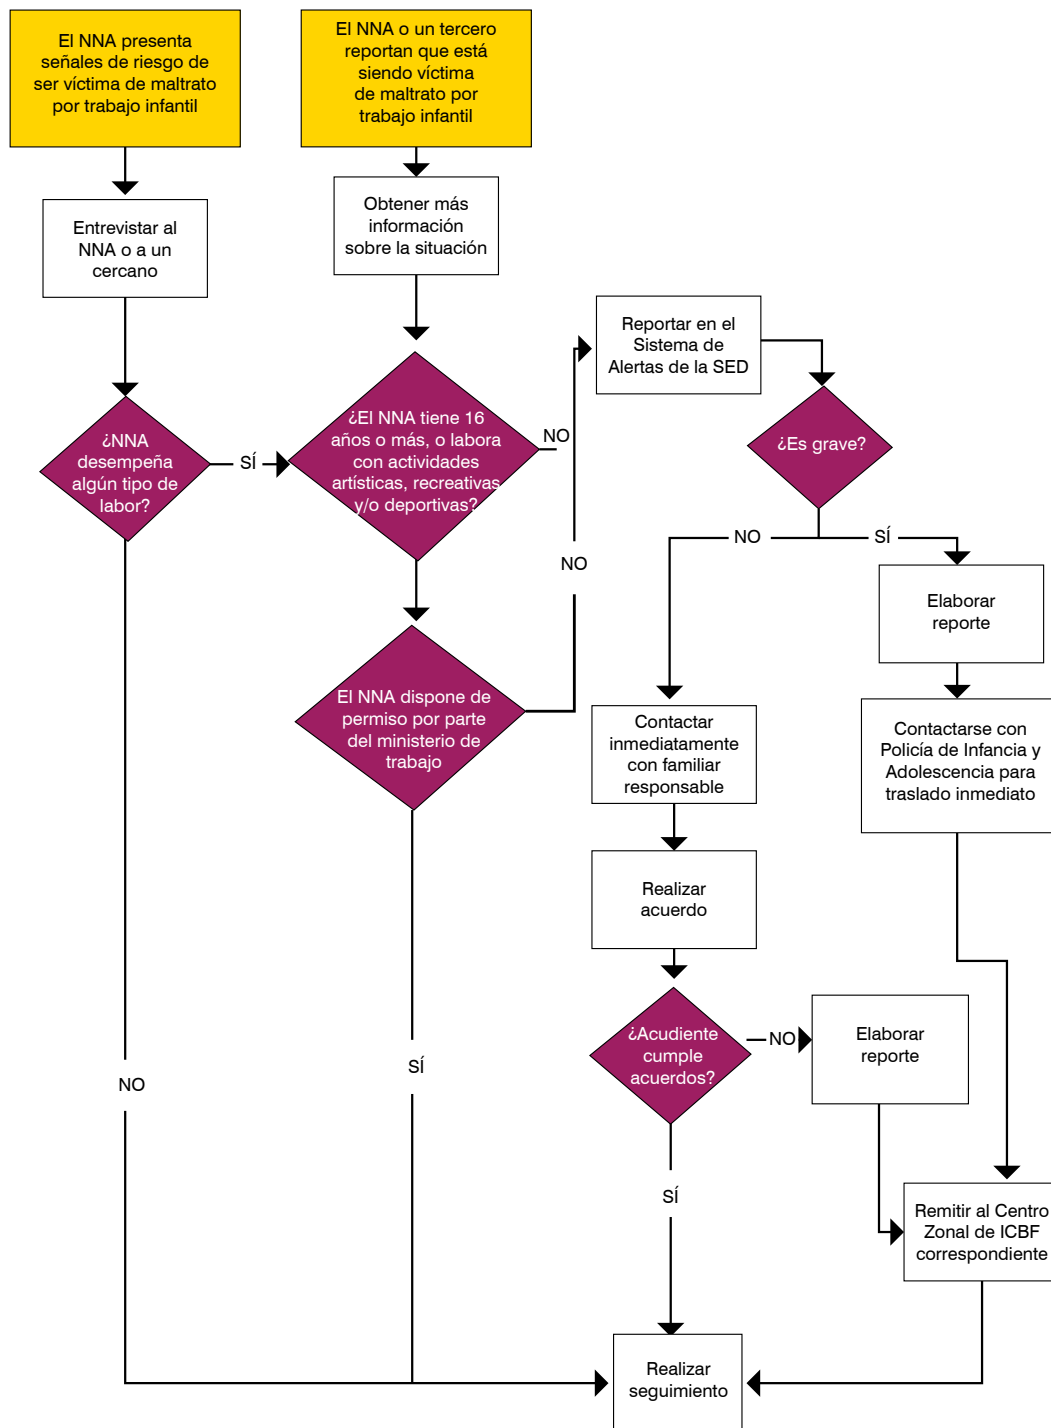 El NNA presenta
señales de riesgo de
ser víctima de maltrato
por trabajo infantil
El NNA o un tercero
reportan que está
siendo víctima
de maltrato por
trabajo infantil
Entrevistar al
NNA o a un
cercano
Obtener más
información
sobre la situación
Reportar en el
Sistema de
Alertas de la SED
¿NNA
desempeña
algún tipo de
labor?
SÍ
¿El NNA tiene 16
años o más, o labora
con actividades
artísticas, recreativas
y/o deportivas?
NO
¿Es grave?
NO
NO
SÍ
Elaborar
reporte
El NNA dispone de
permiso por parte
del ministerio de
trabajo
Contactar
inmediatamente
con familiar
responsable
Contactarse con
Policía de Infancia y
Adolescencia para
traslado inmediato
Realizar
acuerdo
¿Acudiente
cumple
acuerdos?
NO
Elaborar
reporte
NO
SÍ
SÍ
Remitir al Centro
Zonal de ICBF
correspondiente
Realizar
seguimiento